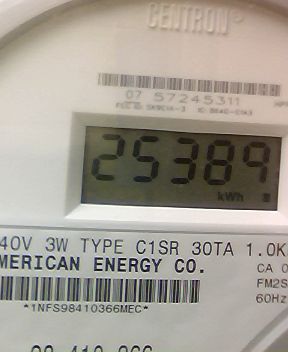 CENTRON®
07 57245311
25389
kWh
40V 3W TYPE C1SR 30TA 1.0K
MERICAN ENERGY CO.
CA 0
FM2S
60Hz
*1NFS98410366MEC*